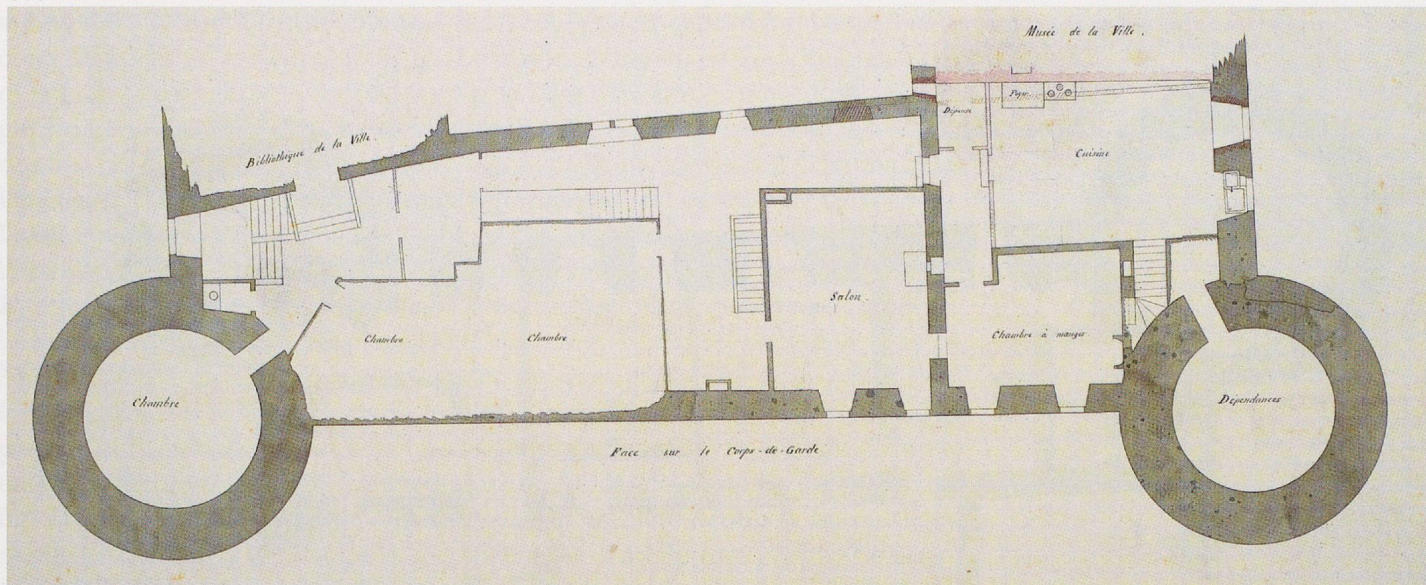 Musée de la Ville.
Bibliothèque de la Ville.
Dépense
Cuisine
Salon.
Chambre
Chambre
Chambre à manger
Chambre
Dépendances
Face sur le Corps-de-Garde